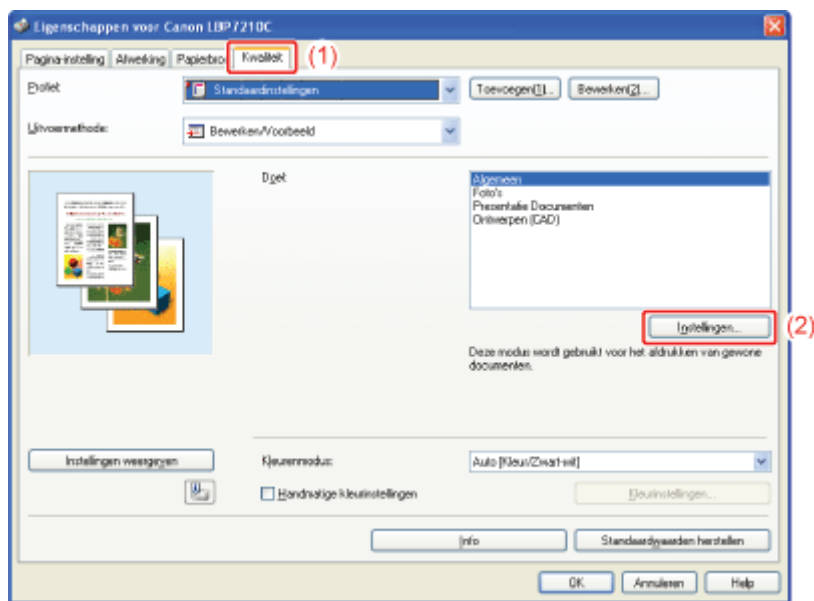 Eigenschappen voor Canon LBP7210C
Pagina-instelling Afwerking Papierbro Kwaliteit (1)
Profiel: Standaardinstellingen Toevoegen(1)... Bewerken(2)...
Uitvoermethode: Bewerken/Voorbeeld
Doel:
Algemeen
Foto's
Presentatie Documenten
Ontwerpen (CAD)
Instellingen... (2)
Deze modus wordt gebruikt voor het afdrukken van gewone
documenten.
Instellingen weergeven Kleurenmodus: Auto [Kleur/Zwart-wit]
Handmatige kleurinstellingen Kleurinstellingen...
Info Standaardwaarden herstellen
OK Annuleren Help